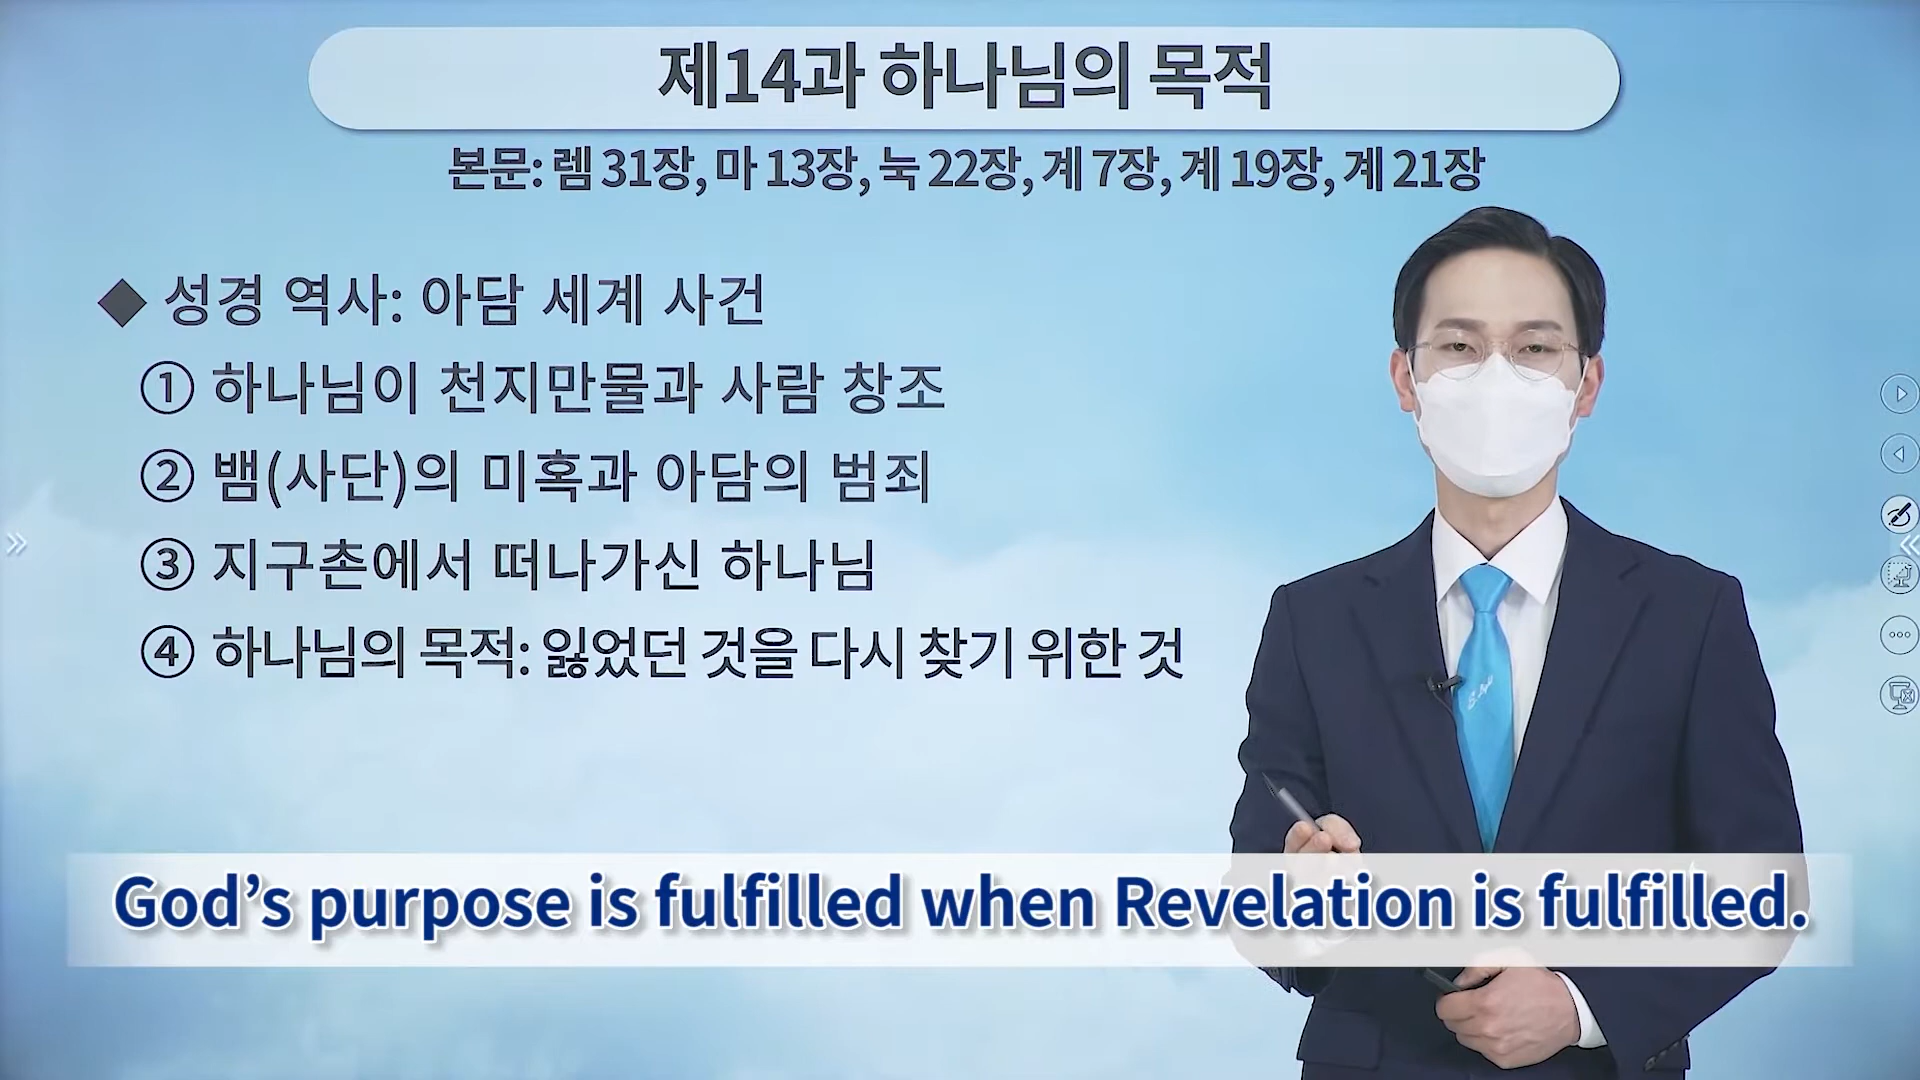 제14과 하나님의 목적
본문: 렘 31장, 마 13장, 눅 22장, 계 7장, 계 19장, 계 21장
◆ 성경 역사: 아담 세계 사건
① 하나님이 천지만물과 사람 창조
② 뱀(사단)의 미혹과 아담의 범죄
③ 지구촌에서 떠나가신 하나님
④ 하나님의 목적: 잃었던 것을 다시 찾기 위한 것
God's purpose is fulfilled when Revelation is fulfilled.